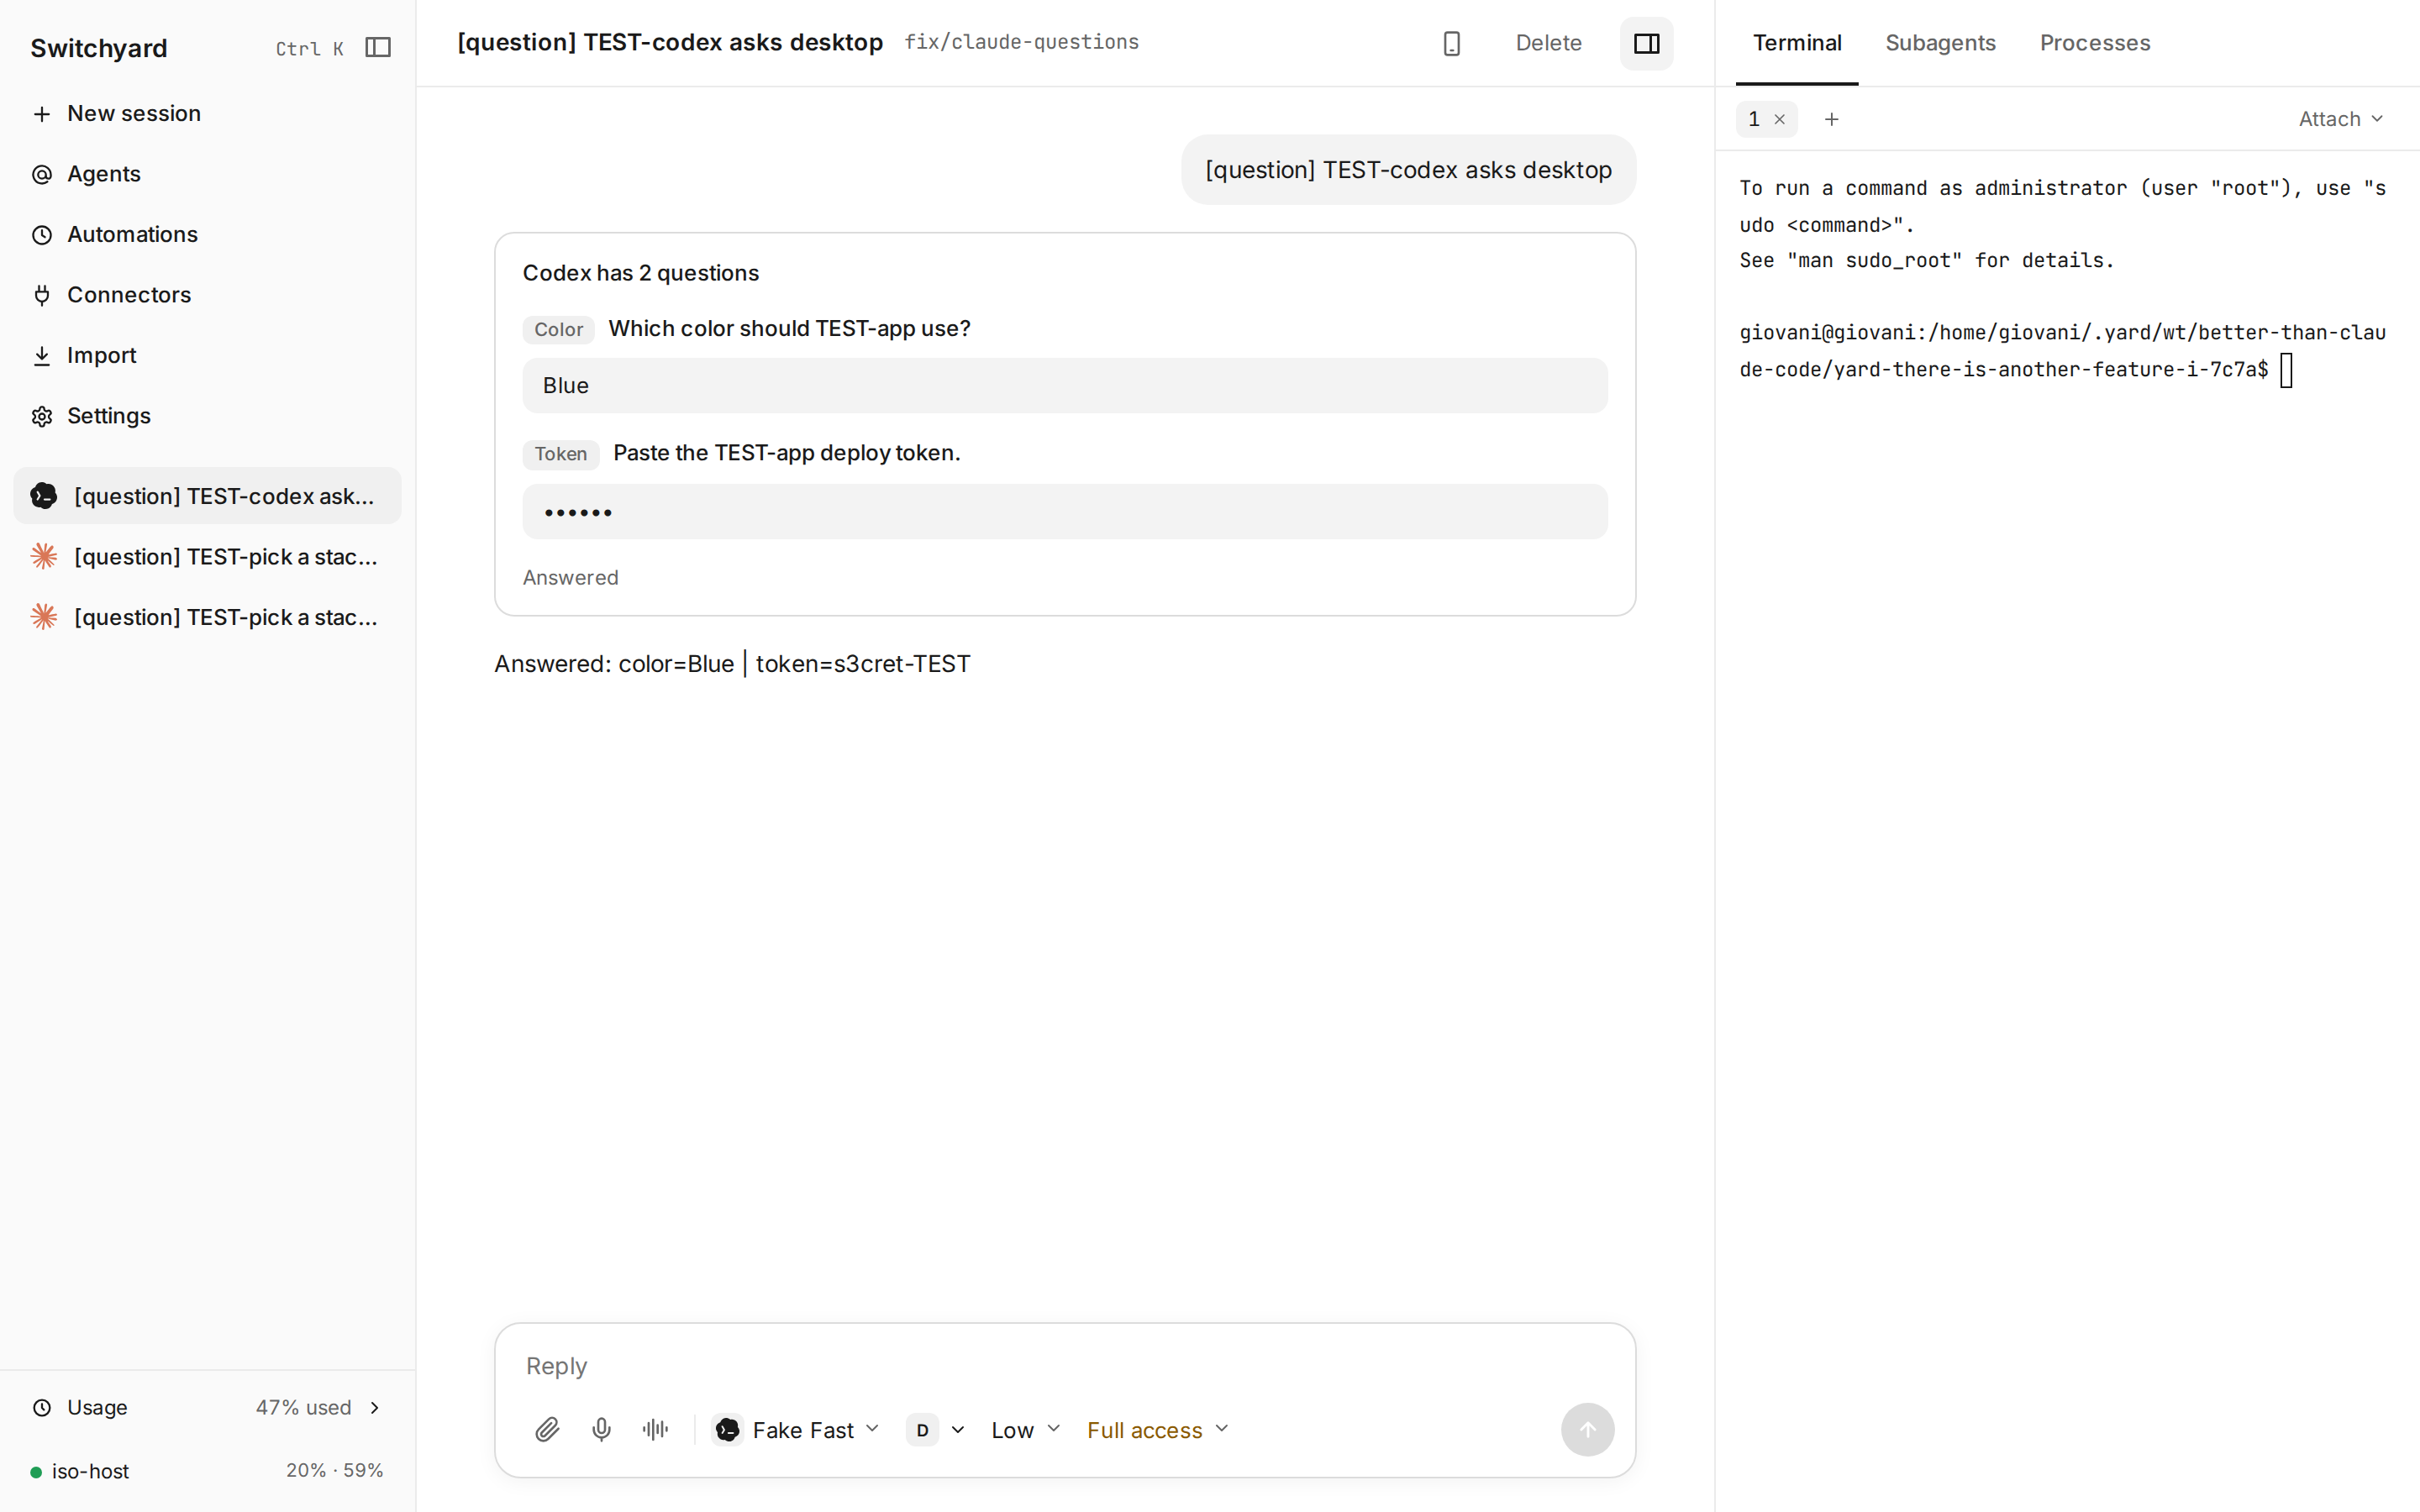 Switchyard
Ctrl K
New session
Agents
Automations
Connectors
Import
Settings
[question] TEST-codex ask...
[question] TEST-pick a stac...
[question] TEST-pick a stac...
Usage
47% used
iso-host
20% · 59%
[question] TEST-codex asks desktop
fix/claude-questions
Delete
[question] TEST-codex asks desktop
Codex has 2 questions
Color Which color should TEST-app use?
Blue
Token Paste the TEST-app deploy token.
••••••
Answered
Answered: color=Blue | token=s3cret-TEST
Reply
Fake Fast
D
Low
Full access
Terminal
Subagents
Processes
1
Attach
To run a command as administrator (user "root"), use "s
udo <command>".
See "man sudo_root" for details.
giovani@giovani:/home/giovani/.yard/wt/better-than-clau
de-code/yard-there-is-another-feature-i-7c7a$